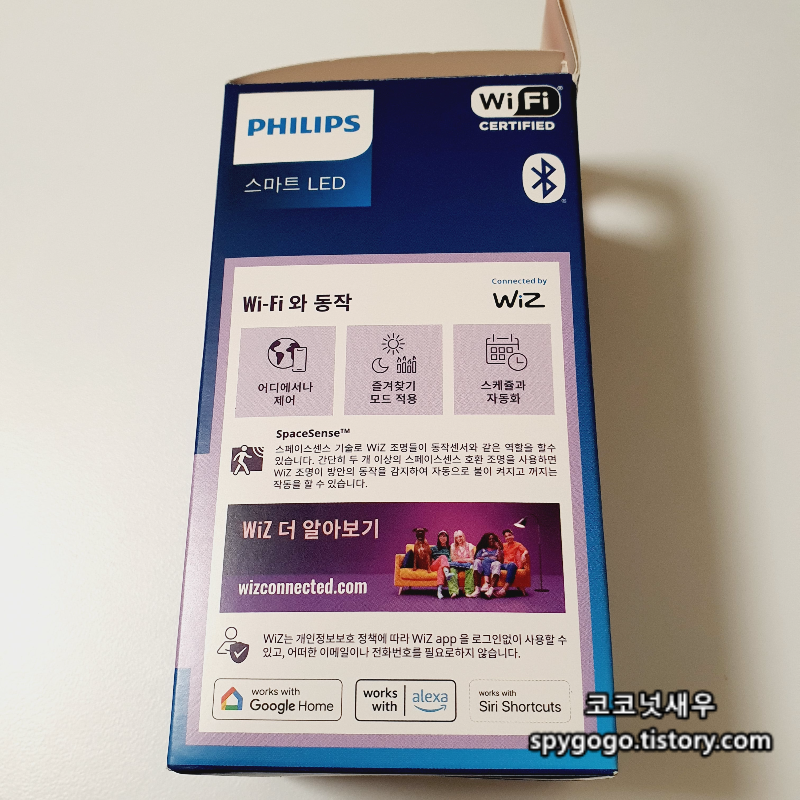 PHILIPS
스마트 LED
Wi Fi
CERTIFIED
Connected by
WiZ
Wi-Fi 와 동작
어디에서나
제어
즐겨찾기
모드 적용
스케쥴과
자동화
SpaceSense™
스페이스센스 기술로 WiZ 조명들이 동작센서와 같은 역할을 할수
있습니다. 간단히 두 개 이상의 스페이스센스 호환 조명을 사용하면
WiZ 조명이 방안의 동작을 감지하여 자동으로 불이 켜지고 꺼지는
작동을 할 수 있습니다.
WiZ 더 알아보기
wizconnected.com
WiZ는 개인정보보호 정책에 따라 WiZ app 을 로그인없이 사용할 수
있고, 어떠한 이메일이나 전화번호를 필요로하지 않습니다.
works with
Google Home
works
with
alexa
works with
Siri Shortcuts
코코넛새우
spygogo.tistory.com